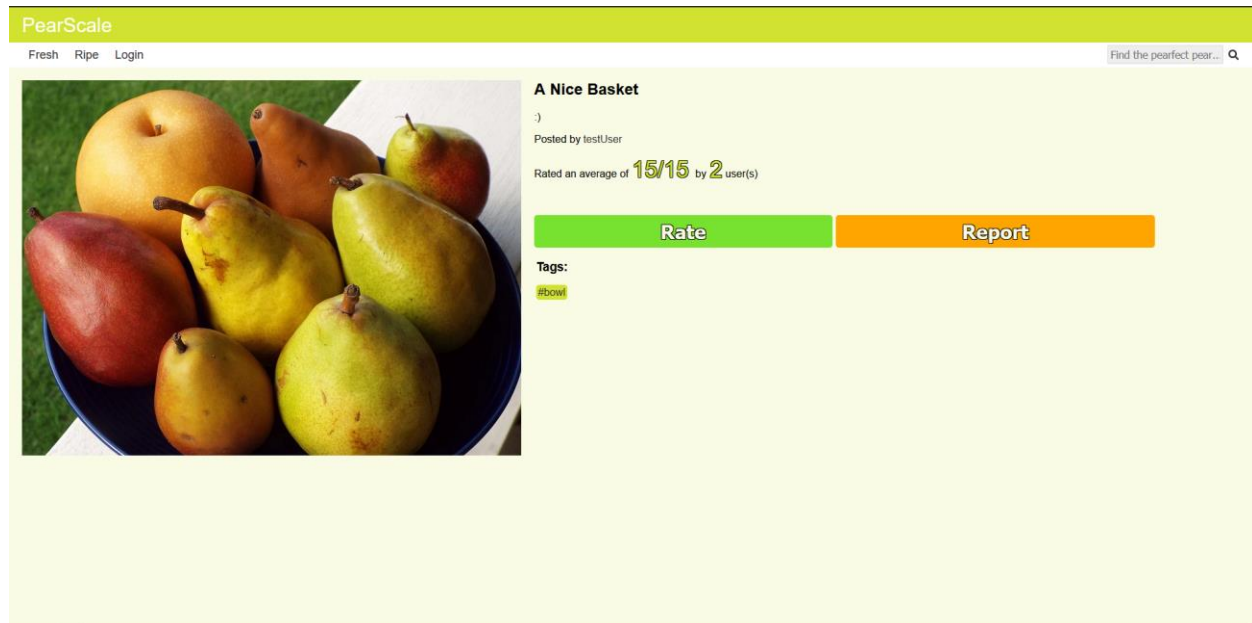 PearScale
Fresh Ripe Login
Find the pearfect pear...
A Nice Basket
:)
Posted by testUser
Rated an average of 15/15 by 2 user(s)
Rate Report
Tags:
#bowl